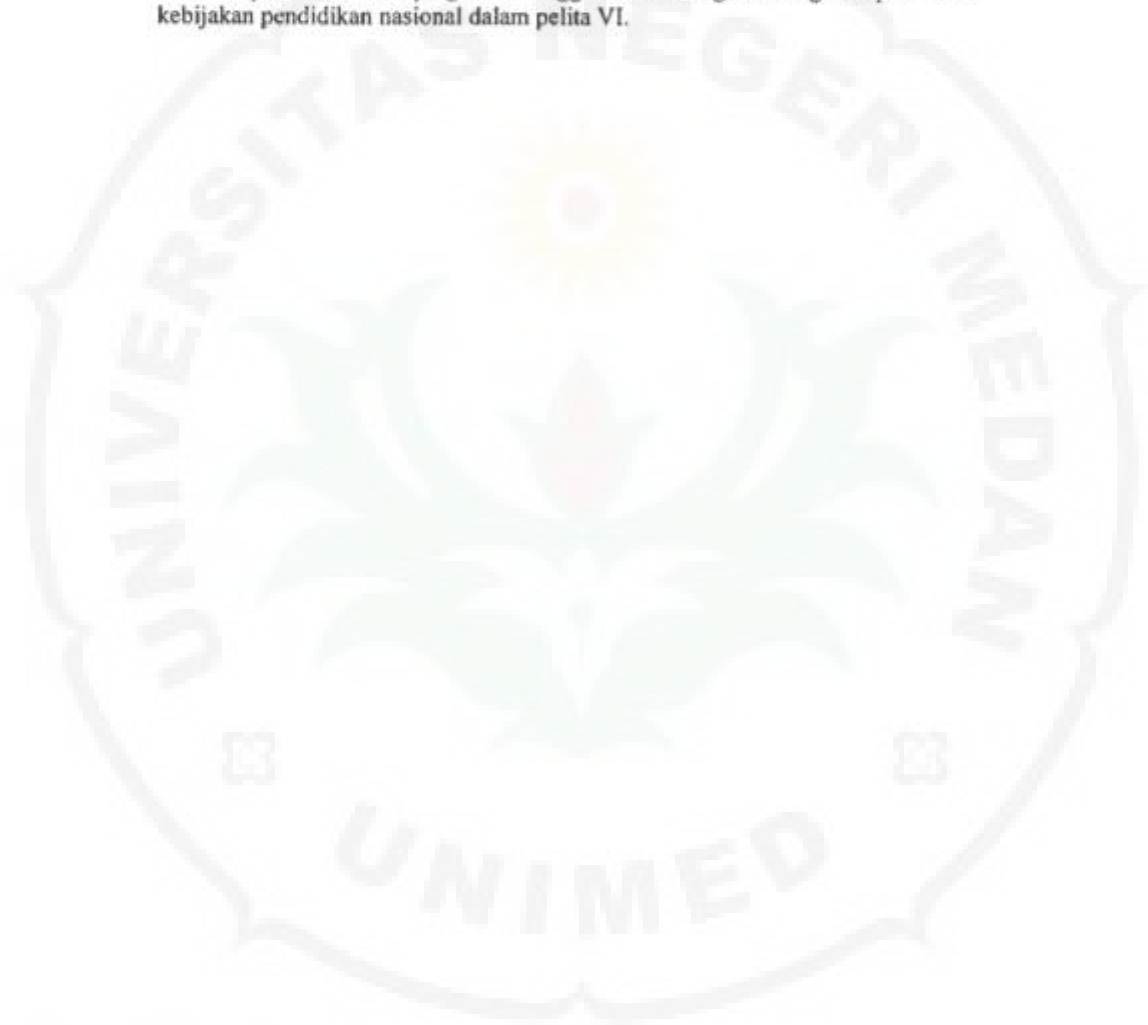 kebijakan pendidikan nasional dalam pelita VI.
UNIVERSITAS NEGERI MEDAN
UNIMED